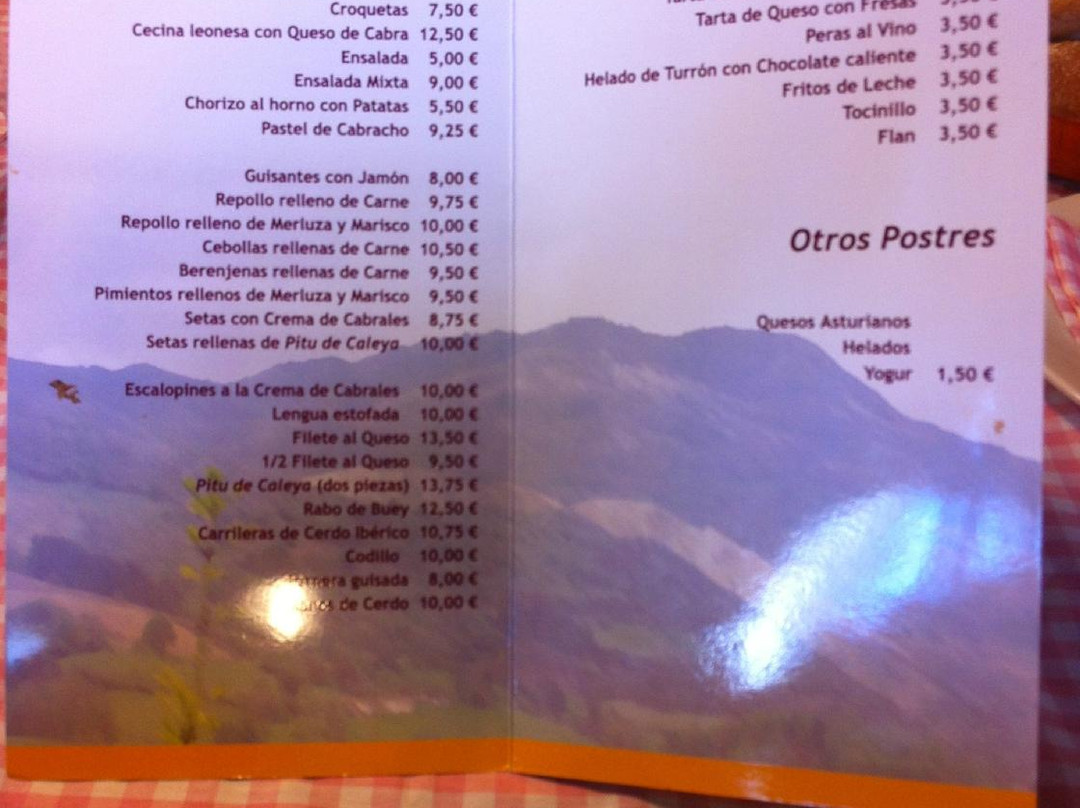 Croquetas 7,50 €
Cecina leonesa con Queso de Cabra 12,50 €
Ensalada 5,00 €
Ensalada Mixta 9,00 €
Chorizo al horno con Patatas 5,50 €
Pastel de Cabracho 9,25 €
Guisantes con Jamón 8,00 €
Repollo relleno de Carne 9,75 €
Repollo relleno de Merluza y Marisco 10,00 €
Cebollas rellenas de Carne 10,50 €
Berenjenas rellenas de Carne 9,50 €
Pimientos rellenos de Merluza y Marisco 9,50 €
Setas con Crema de Cabrales 8,75 €
Setas rellenas de Pitu de Caleya 10,00 €
Escalopines a la Crema de Cabrales 10,00 €
Lengua estofada 10,00 €
Filete al Queso 13,50 €
1/2 Filete al Queso 9,50 €
Pitu de Caleya (dos piezas) 13,75 €
Rabo de Buey 12,50 €
Carrileras de Cerdo Ibérico 10,75 €
Codillo 10,00 €
guisada 8,00 €
de Cerdo 10,00 €
Tarta de Queso con Fresas
Peras al Vino 3,50 €
Helado de Turrón con Chocolate caliente 3,50 €
Fritos de Leche 3,50 €
Tocinillo 3,50 €
Flan 3,50 €
Otros Postres
Quesos Asturianos
Helados
Yogur 1,50 €